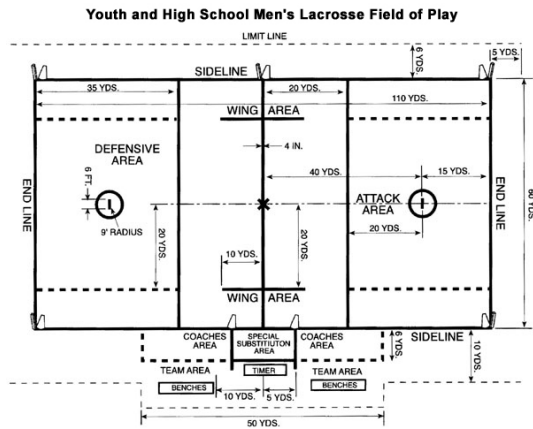 Youth and High School Men's Lacrosse Field of Play
LIMIT LINE
5 YDS.
6 YDS
SIDELINE
35 YDS.
20 YDS.
110 YDS.
WING AREA
DEFENSIVE
AREA
4 IN.
40 YDS.
15 YDS.
6 FT.
END LINE
ATTACK
AREA
END LINE
60 YDS.
9' RADIUS
20 YDS
20 YDS.
20 YDS.
10 YDS.
WING AREA
COACHES
AREA
SPECIAL
SUBSTITIUTON
AREA
COACHES
AREA
SIDELINE
6 YDS
10 YDS.
TEAM AREA
TIMER
TEAM AREA
BENCHES
BENCHES
10 YDS.
5 YDS.
50 YDS.